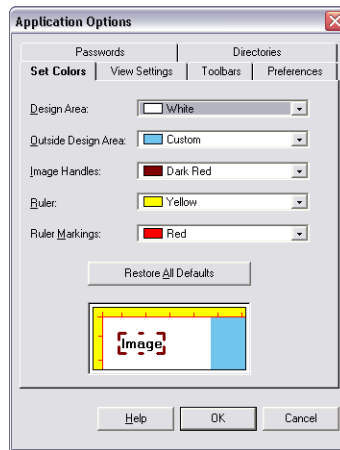 Application Options
Passwords Directories
Set Colors View Settings Toolbars Preferences
Design Area: White
Outside Design Area: Custom
Image Handles: Dark Red
Ruler: Yellow
Ruler Markings: Red
Restore All Defaults
Image
Help OK Cancel